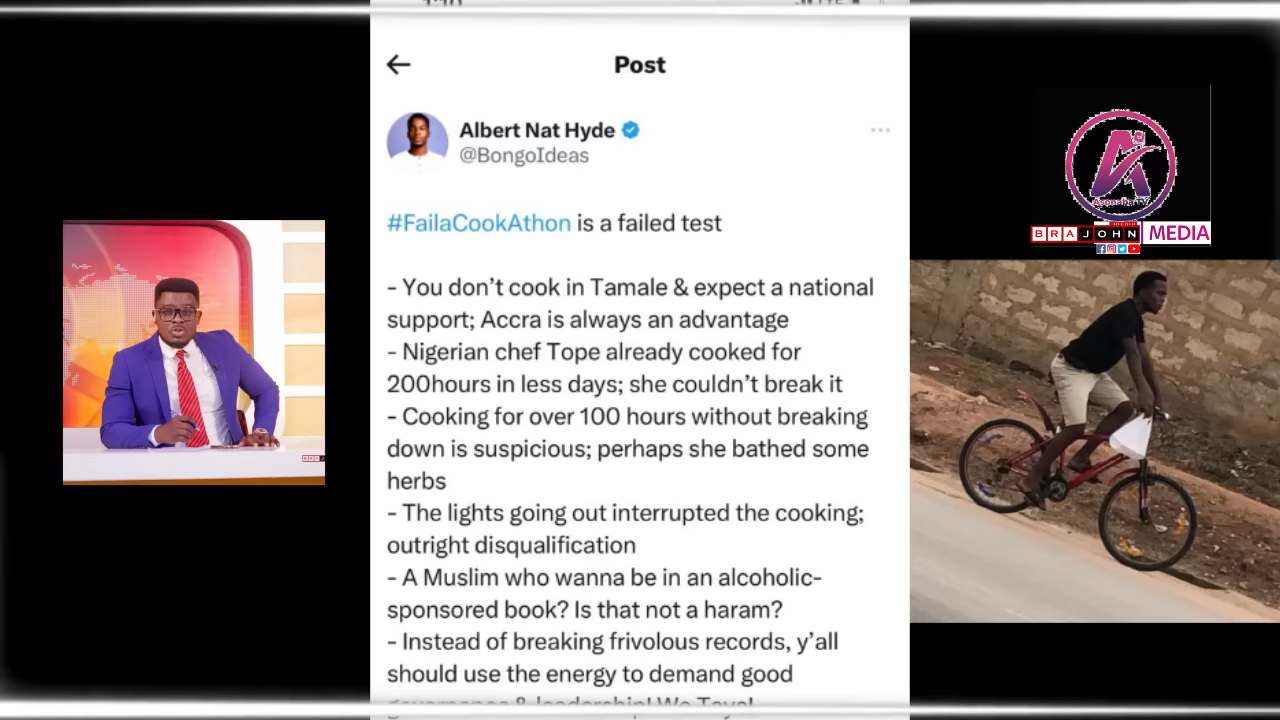 Post
Albert Nat Hyde
@BongoIdeas
#FailaCookAthon is a failed test
- You don’t cook in Tamale & expect a national
support; Accra is always an advantage
- Nigerian chef Tope already cooked for
200hours in less days; she couldn’t break it
- Cooking for over 100 hours without breaking
down is suspicious; perhaps she bathed some
herbs
- The lights going out interrupted the cooking;
outright disqualification
- A Muslim who wanna be in an alcoholic-
sponsored book? Is that not a haram?
- Instead of breaking frivolous records, y’all
should use the energy to demand good
BRA JOHN MEDIA